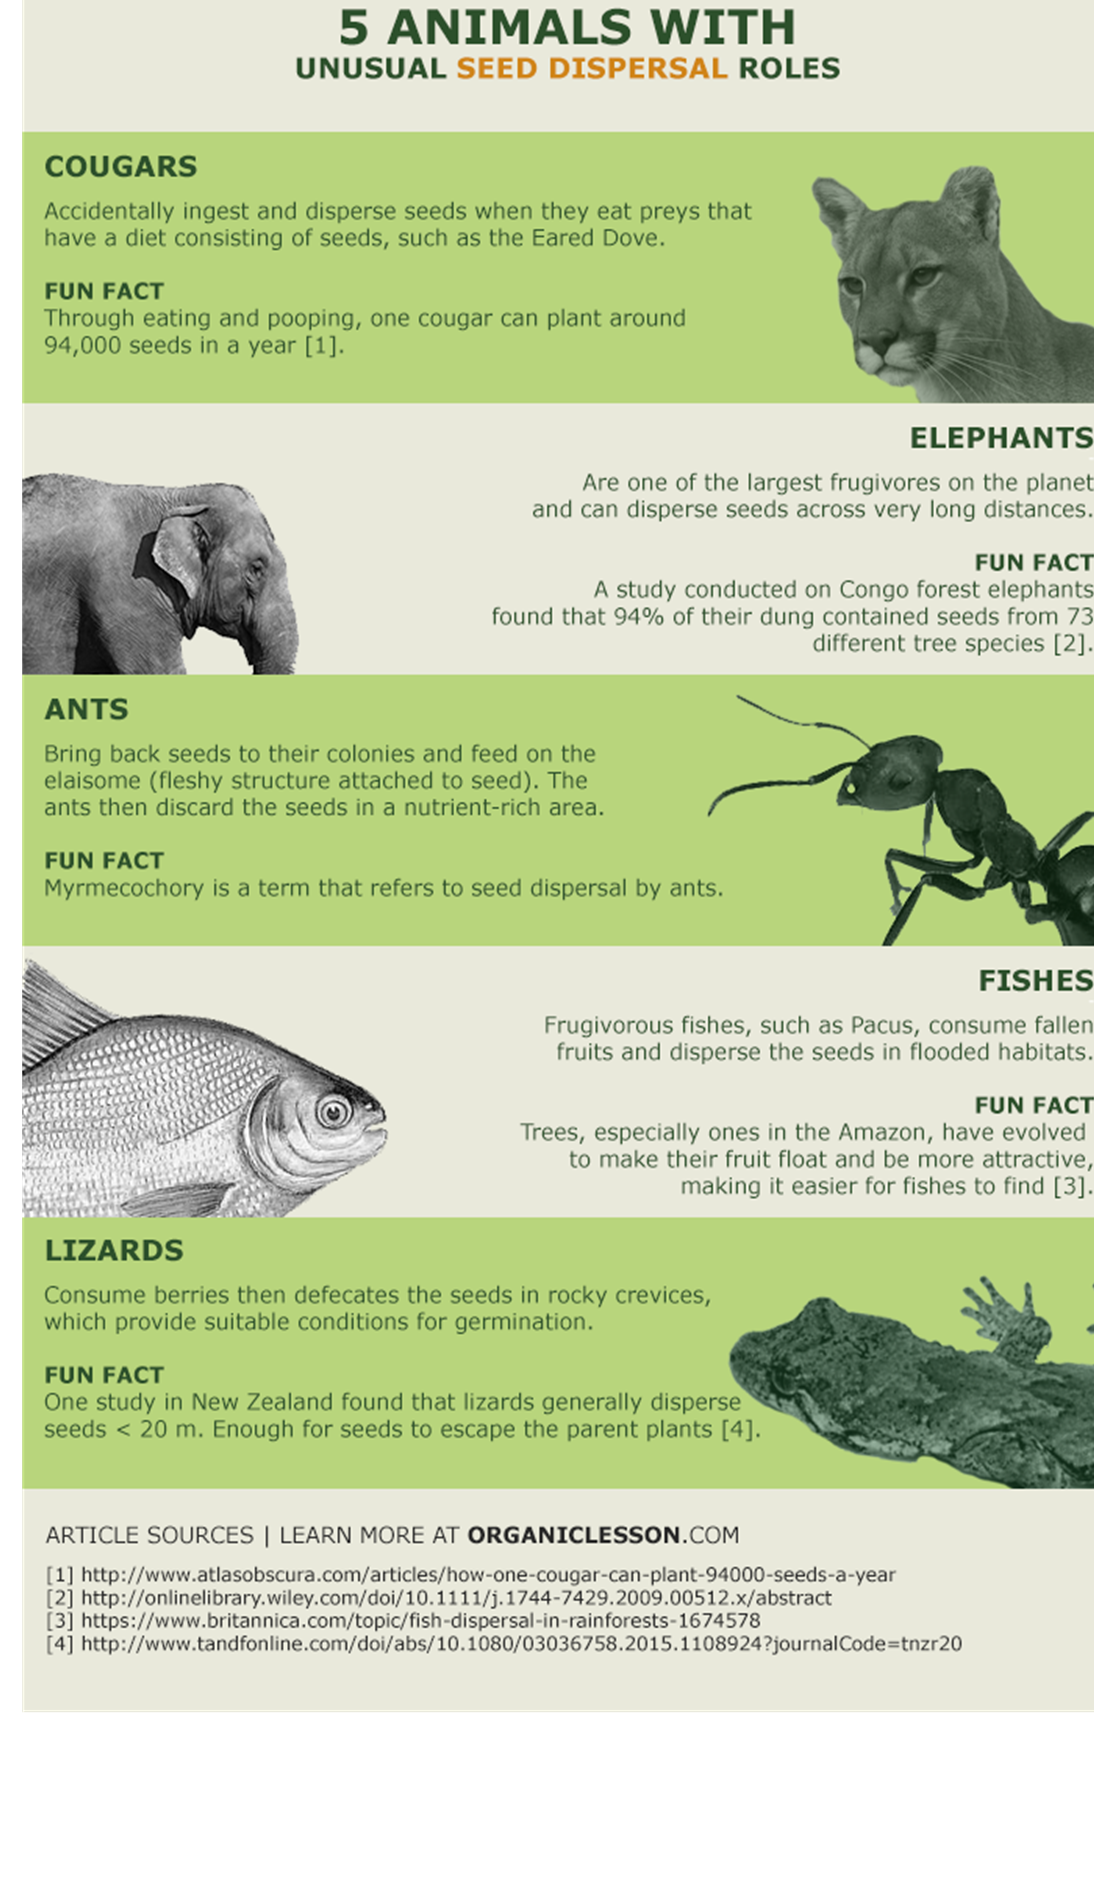 5 ANIMALS WITH
UNUSUAL SEED DISPERSAL ROLES
COUGARS
Accidentally ingest and disperse seeds when they eat preys that
have a diet consisting of seeds, such as the Eared Dove.
FUN FACT
Through eating and pooping, one cougar can plant around
94,000 seeds in a year [1].
ELEPHANTS
Are one of the largest frugivores on the planet
and can disperse seeds across very long distances.
FUN FACT
A study conducted on Congo forest elephants
found that 94% of their dung contained seeds from 73
different tree species [2].
ANTS
Bring back seeds to their colonies and feed on the
elaisome (fleshy structure attached to seed). The
ants then discard the seeds in a nutrient-rich area.
FUN FACT
Myrmecochory is a term that refers to seed dispersal by ants.
FISHES
Frugivorous fishes, such as Pacus, consume fallen
fruits and disperse the seeds in flooded habitats.
FUN FACT
Trees, especially ones in the Amazon, have evolved
to make their fruit float and be more attractive,
making it easier for fishes to find [3].
LIZARDS
Consume berries then defecates the seeds in rocky crevices,
which provide suitable conditions for germination.
FUN FACT
One study in New Zealand found that lizards generally disperse
seeds < 20 m. Enough for seeds to escape the parent plants [4].
ARTICLE SOURCES | LEARN MORE AT ORGANICLESSON.COM
[1] http://www.atlasobscura.com/articles/how-one-cougar-can-plant-94000-seeds-a-year
[2] http://onlinelibrary.wiley.com/doi/10.1111/j.1744-7429.2009.00512.x/abstract
[3] https://www.britannica.com/topic/fish-dispersal-in-rainforests-1674578
[4] http://www.tandfonline.com/doi/abs/10.1080/03036758.2015.1108924?journalCode=tnzr20